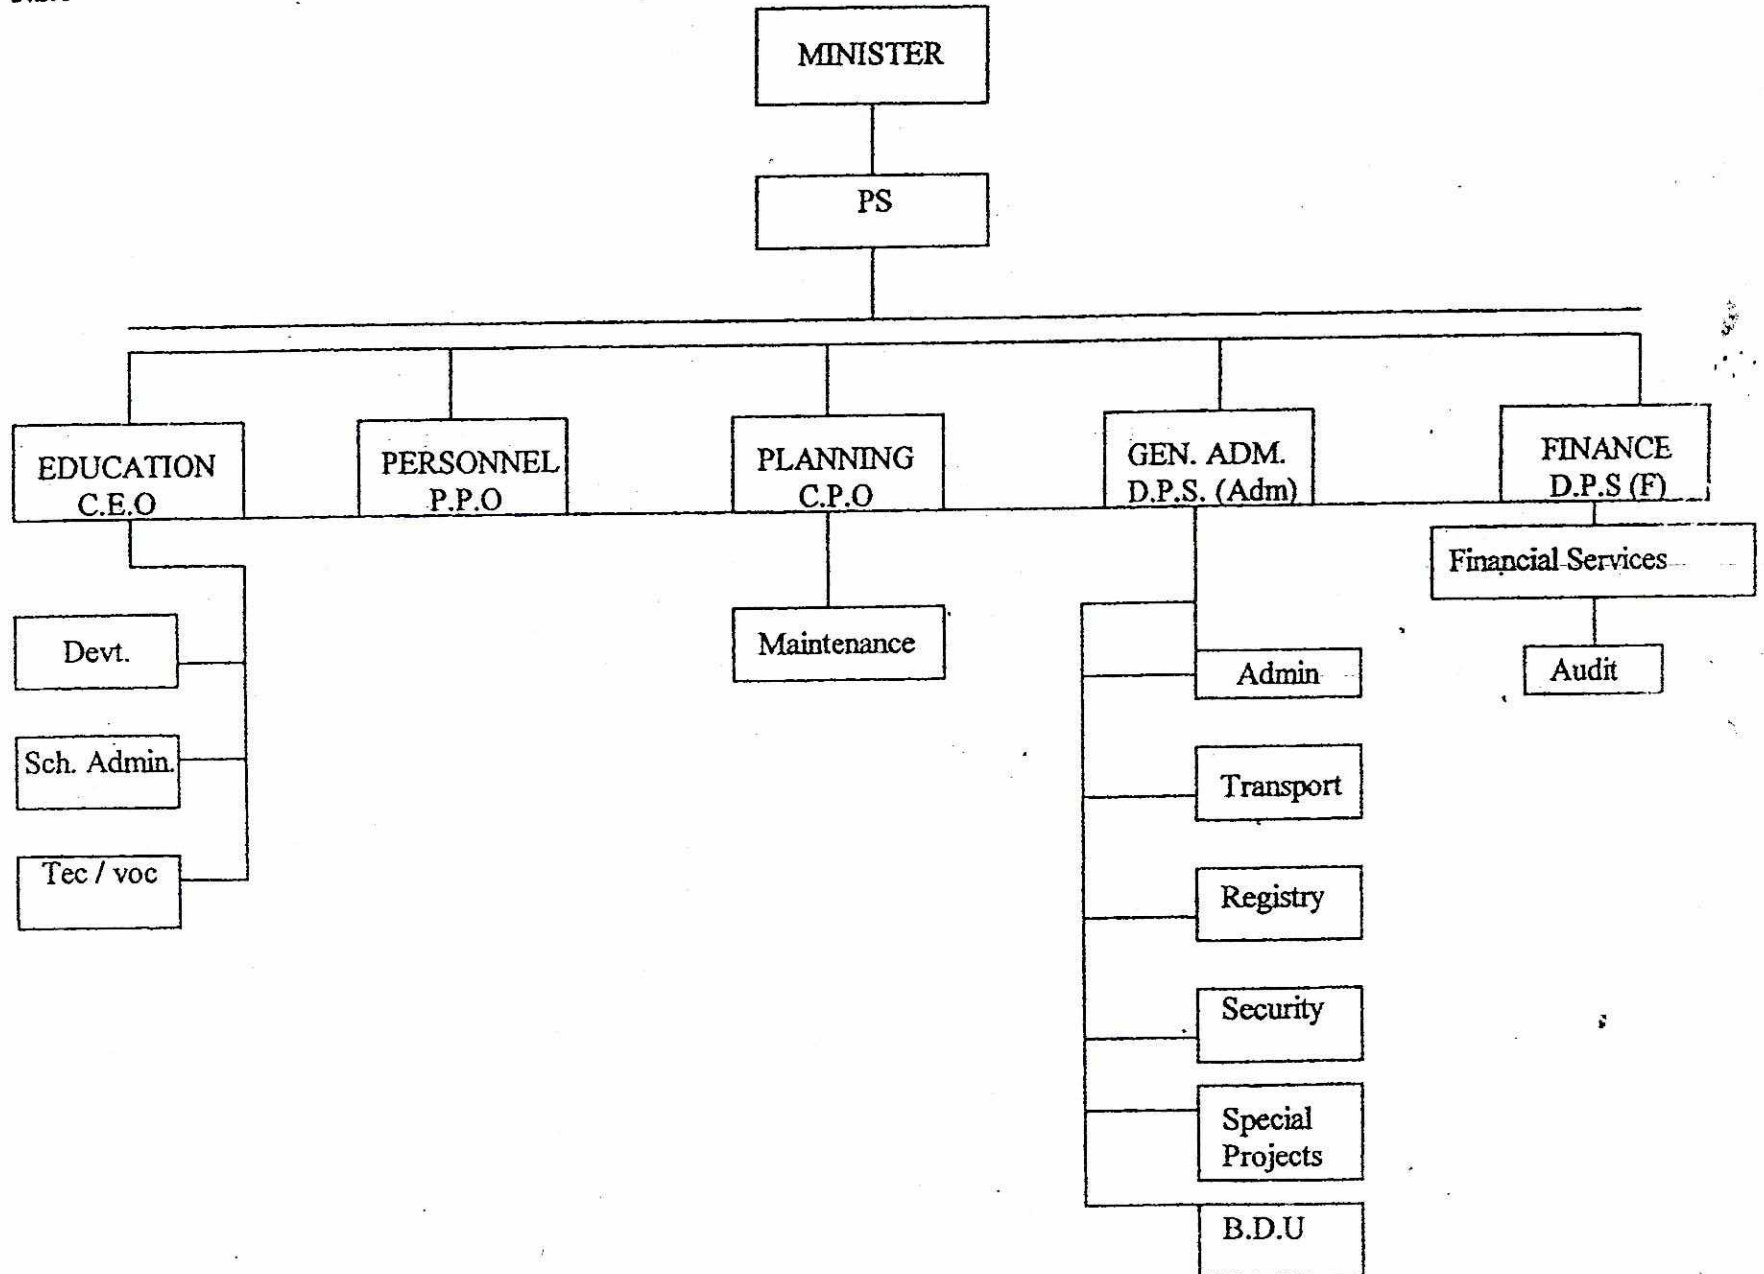 MINISTER
PS
EDUCATION
C.E.O
PERSONNEL
P.P.O
PLANNING
C.P.O
GEN. ADM.
D.P.S. (Adm)
FINANCE
D.P.S (F)
Financial Services
Devt.
Maintenance
Admin
Audit
Sch. Admin.
Transport
Tec / voc
Registry
Security
Special
Projects
B.D.U